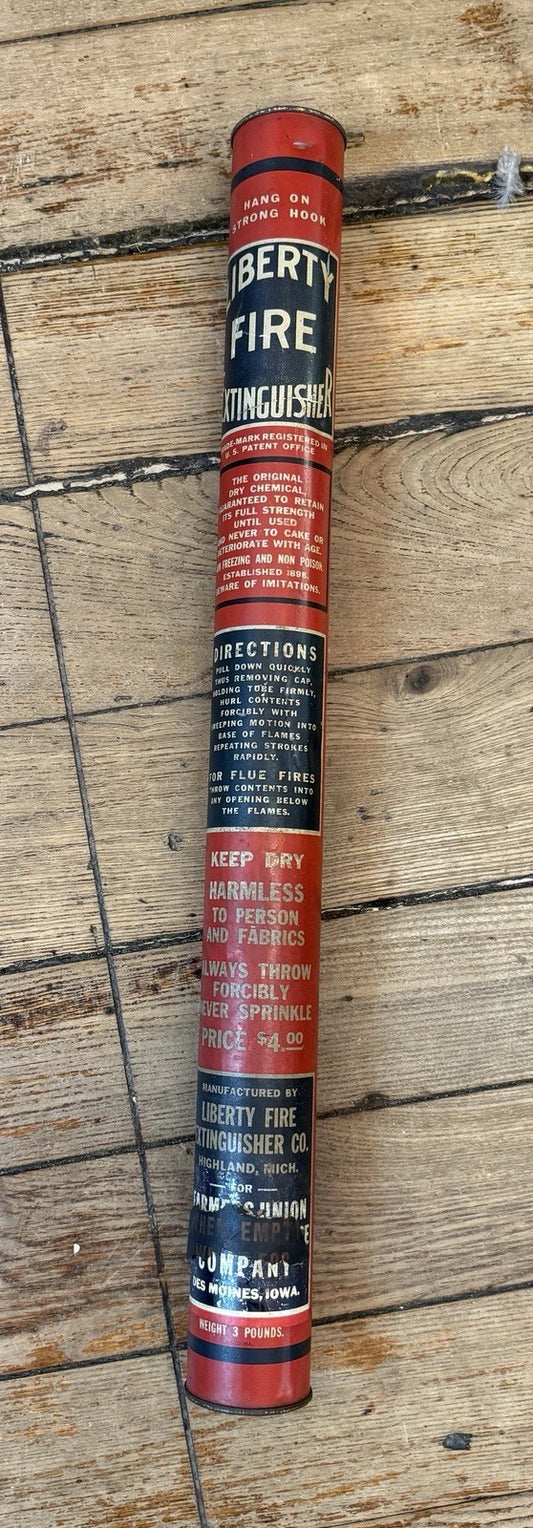 HANG ON
STRONG HOOK
LIBERTY
FIRE
EXTINGUISHER
TRADE-MARK REGISTERED IN
U. S. PATENT OFFICE
THE ORIGINAL
DRY CHEMICAL,
GUARANTEED TO RETAIN
ITS FULL STRENGTH
UNTIL USED
AND NEVER TO CAKE OR
DETERIORATE WITH AGE.
NON FREEZING AND NON POISON.
ESTABLISHED 1898.
BEWARE OF IMITATIONS.
DIRECTIONS
PULL DOWN QUICKLY
THUS REMOVING CAP,
HOLDING TUBE FIRMLY,
HURL CONTENTS
FORCIBLY WITH
SWEEPING MOTION INTO
BASE OF FLAMES
REPEATING STROKES
RAPIDLY.
FOR FLUE FIRES
THROW CONTENTS INTO
ANY OPENING BELOW
THE FLAMES.
KEEP DRY
HARMLESS
TO PERSON
AND FABRICS
ALWAYS THROW
FORCIBLY
NEVER SPRINKLE
PRICE $4.00
MANUFACTURED BY
LIBERTY FIRE
EXTINGUISHER CO.
HIGHLAND, MICH.
FOR
FARMERS UNION
COMPANY
DES MOINES, IOWA.
WEIGHT 3 POUNDS.